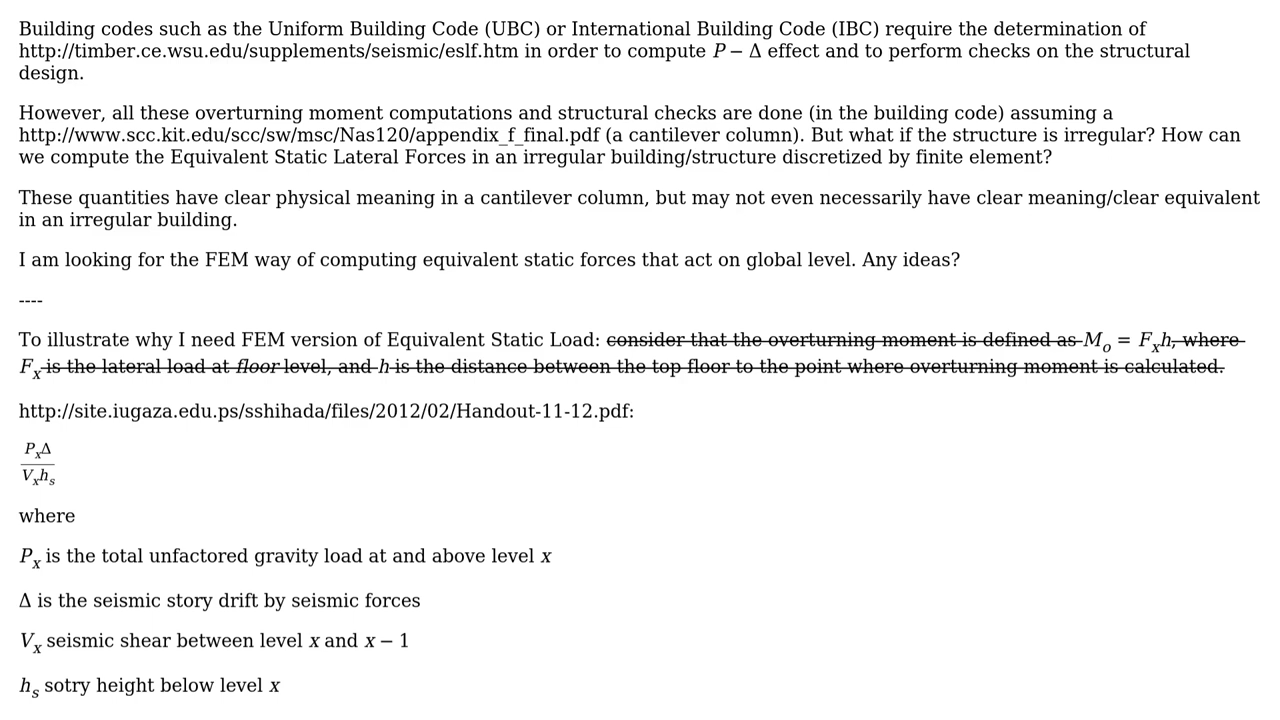 Building codes such as the Uniform Building Code (UBC) or International Building Code (IBC) require the determination of
http://timber.ce.wsu.edu/supplements/seismic/eslf.htm in order to compute P − Δ effect and to perform checks on the structural
design.
However, all these overturning moment computations and structural checks are done (in the building code) assuming a
http://www.scc.kit.edu/scc/sw/msc/Nas120/appendix_f_final.pdf (a cantilever column). But what if the structure is irregular? How can
we compute the Equivalent Static Lateral Forces in an irregular building/structure discretized by finite element?
These quantities have clear physical meaning in a cantilever column, but may not even necessarily have clear meaning/clear equivalent
in an irregular building.
I am looking for the FEM way of computing equivalent static forces that act on global level. Any ideas?
----
To illustrate why I need FEM version of Equivalent Static Load: consider that the overturning moment is defined as M_o = F_x h, where
F_x is the lateral load at floor level, and h is the distance between the top floor to the point where overturning moment is calculated.
http://site.iugaza.edu.ps/sshihada/files/2012/02/Handout-11-12.pdf:
P_xΔ
V_xh_s
where
P_x is the total unfactored gravity load at and above level x
Δ is the seismic story drift by seismic forces
V_x seismic shear between level x and x − 1
h_s sotry height below level x